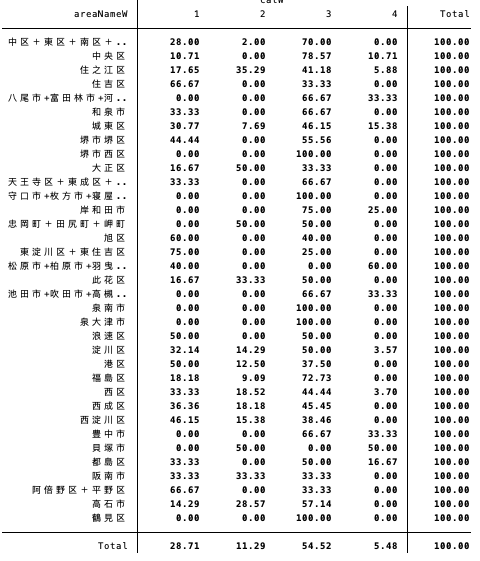 catW
areaNameW 1 2 3 4 Total
中区＋東区＋南区＋.. 28.00 2.00 70.00 0.00 100.00
中央区 10.71 0.00 78.57 10.71 100.00
住之江区 17.65 35.29 41.18 5.88 100.00
住吉区 66.67 0.00 33.33 0.00 100.00
八尾市+富田林市+河.. 0.00 0.00 66.67 33.33 100.00
和泉市 33.33 0.00 66.67 0.00 100.00
城東区 30.77 7.69 46.15 15.38 100.00
堺市堺区 44.44 0.00 55.56 0.00 100.00
堺市西区 0.00 0.00 100.00 0.00 100.00
大正区 16.67 50.00 33.33 0.00 100.00
天王寺区＋東成区＋.. 33.33 0.00 66.67 0.00 100.00
守口市+枚方市+寝屋.. 0.00 0.00 100.00 0.00 100.00
岸和田市 0.00 0.00 75.00 25.00 100.00
忠岡町＋田尻町＋岬町 0.00 50.00 50.00 0.00 100.00
旭区 60.00 0.00 40.00 0.00 100.00
東淀川区＋東住吉区 75.00 0.00 25.00 0.00 100.00
松原市+柏原市+羽曳.. 40.00 0.00 0.00 60.00 100.00
此花区 16.67 33.33 50.00 0.00 100.00
池田市+吹田市+高槻.. 0.00 0.00 66.67 33.33 100.00
泉南市 0.00 0.00 100.00 0.00 100.00
泉大津市 0.00 0.00 100.00 0.00 100.00
浪速区 50.00 0.00 50.00 0.00 100.00
淀川区 32.14 14.29 50.00 3.57 100.00
港区 50.00 12.50 37.50 0.00 100.00
福島区 18.18 9.09 72.73 0.00 100.00
西区 33.33 18.52 44.44 3.70 100.00
西成区 36.36 18.18 45.45 0.00 100.00
西淀川区 46.15 15.38 38.46 0.00 100.00
豊中市 0.00 0.00 66.67 33.33 100.00
貝塚市 0.00 50.00 0.00 50.00 100.00
都島区 33.33 0.00 50.00 16.67 100.00
阪南市 33.33 33.33 33.33 0.00 100.00
阿倍野区＋平野区 66.67 0.00 33.33 0.00 100.00
高石市 14.29 28.57 57.14 0.00 100.00
鶴見区 0.00 0.00 100.00 0.00 100.00
Total 28.71 11.29 54.52 5.48 100.00